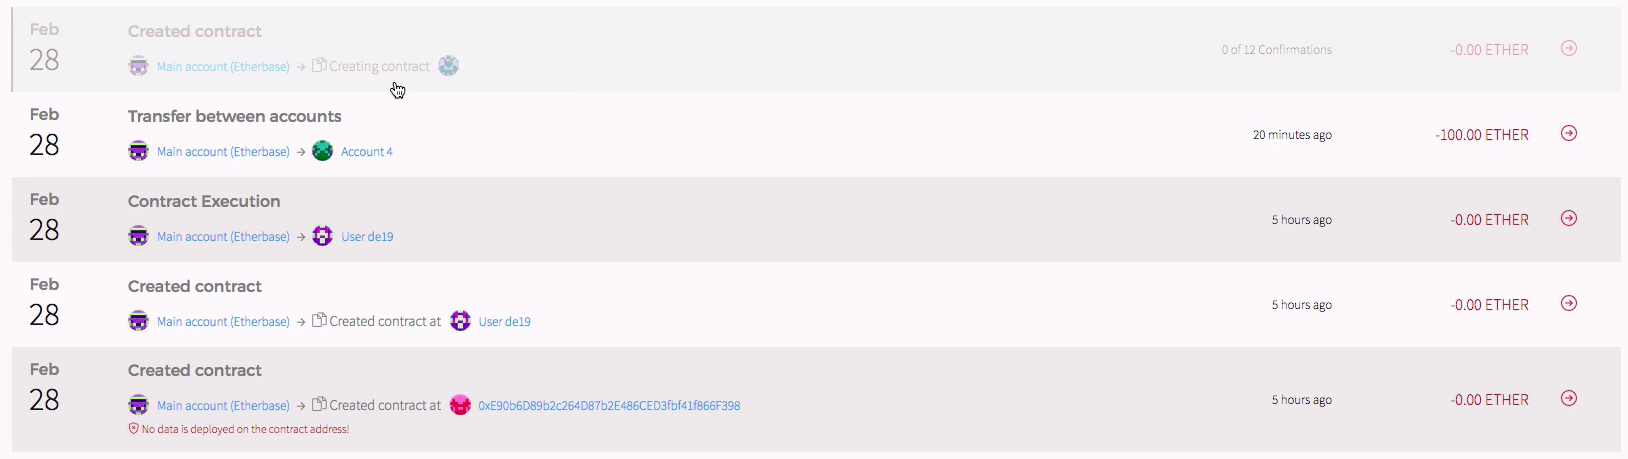 Feb
28
Created contract
Main account (Etherbase) → Creating contract
0 of 12 Confirmations
-0.00 ETHER
Feb
28
Transfer between accounts
Main account (Etherbase) → Account 4
20 minutes ago
-100.00 ETHER
Feb
28
Contract Execution
Main account (Etherbase) → User de19
5 hours ago
-0.00 ETHER
Feb
28
Created contract
Main account (Etherbase) → Created contract at User de19
5 hours ago
-0.00 ETHER
Feb
28
Created contract
Main account (Etherbase) → Created contract at 0xE90b6D89b2c264D87b2E486CED3fbf41f866F398
No data is deployed on the contract address!
5 hours ago
-0.00 ETHER